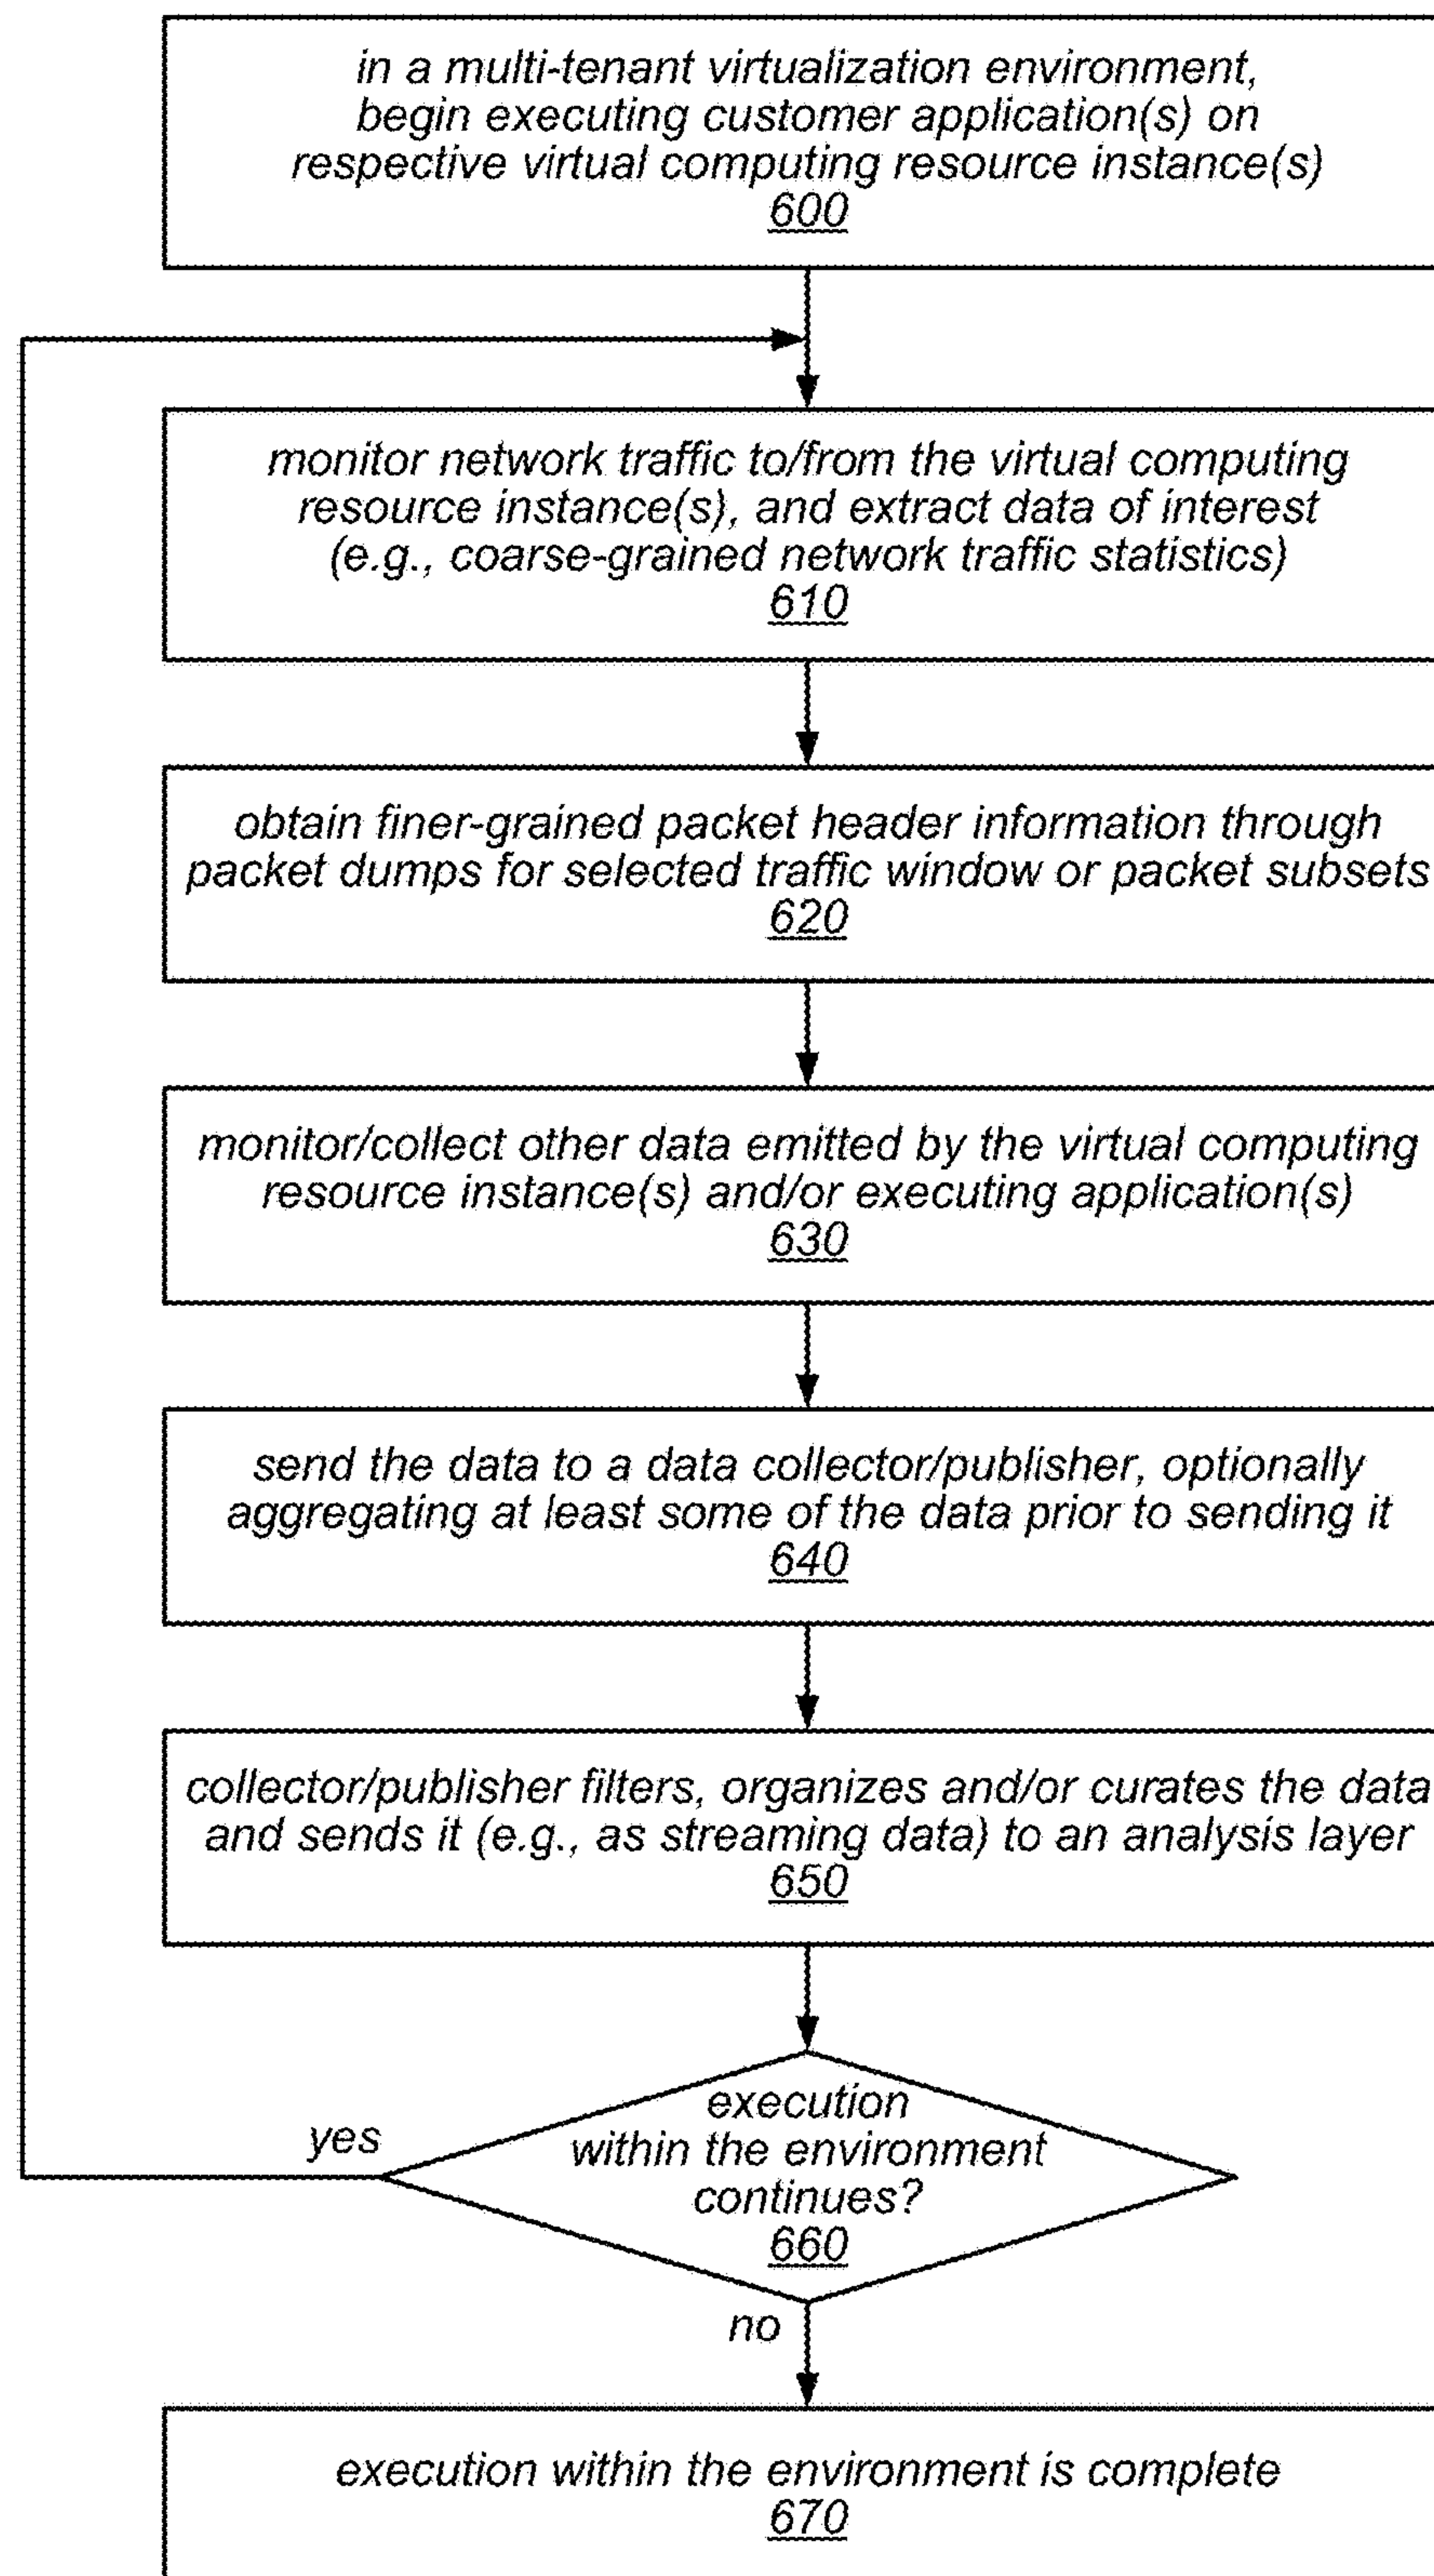 in a multi-tenant virtualization environment,
begin executing customer application(s) on
respective virtual computing resource instance(s)
600
monitor network traffic to/from the virtual computing
resource instance(s), and extract data of interest
(e.g., coarse-grained network traffic statistics)
610
obtain finer-grained packet header information through
packet dumps for selected traffic window or packet subsets
620
monitor/collect other data emitted by the virtual computing
resource instance(s) and/or executing application(s)
630
send the data to a data collector/publisher, optionally
aggregating at least some of the data prior to sending it
640
collector/publisher filters, organizes and/or curates the data
and sends it (e.g., as streaming data) to an analysis layer
650
execution
yes
within the environment
continues?
660
no
execution within the environment is complete
670